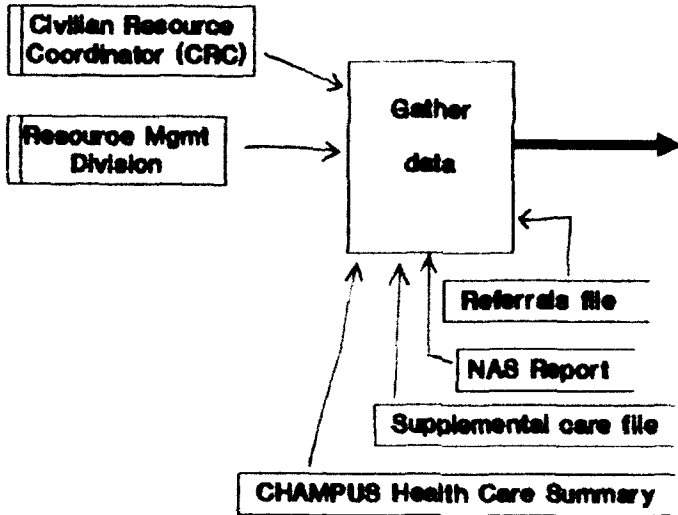 Civilian Resource
Coordinator (CRC)
Gather
data
Resource Mgmt
Division
Referrals file
NAS Report
Supplemental care file
CHAMPUS Health Care Summary